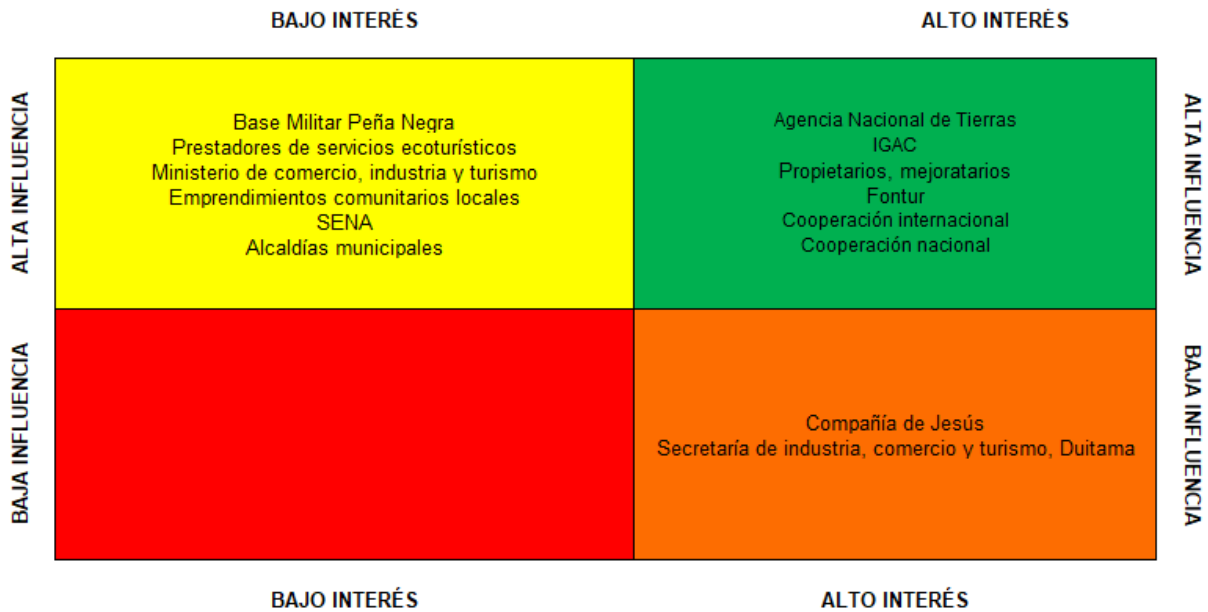 BAJO INTERÉS
ALTO INTERÉS
ALTA INFLUENCIA
Base Militar Peña Negra
Prestadores de servicios ecoturísticos
Ministerio de comercio, industria y turismo
Emprendimientos comunitarios locales
SENA
Alcaldías municipales
Agencia Nacional de Tierras
IGAC
Propietarios, mejoratarios
Fontur
Cooperación internacional
Cooperación nacional
ALTA INFLUENCIA
BAJA INFLUENCIA
Compañía de Jesús
Secretaría de industria, comercio y turismo, Duitama
BAJA INFLUENCIA
BAJO INTERÉS
ALTO INTERÉS